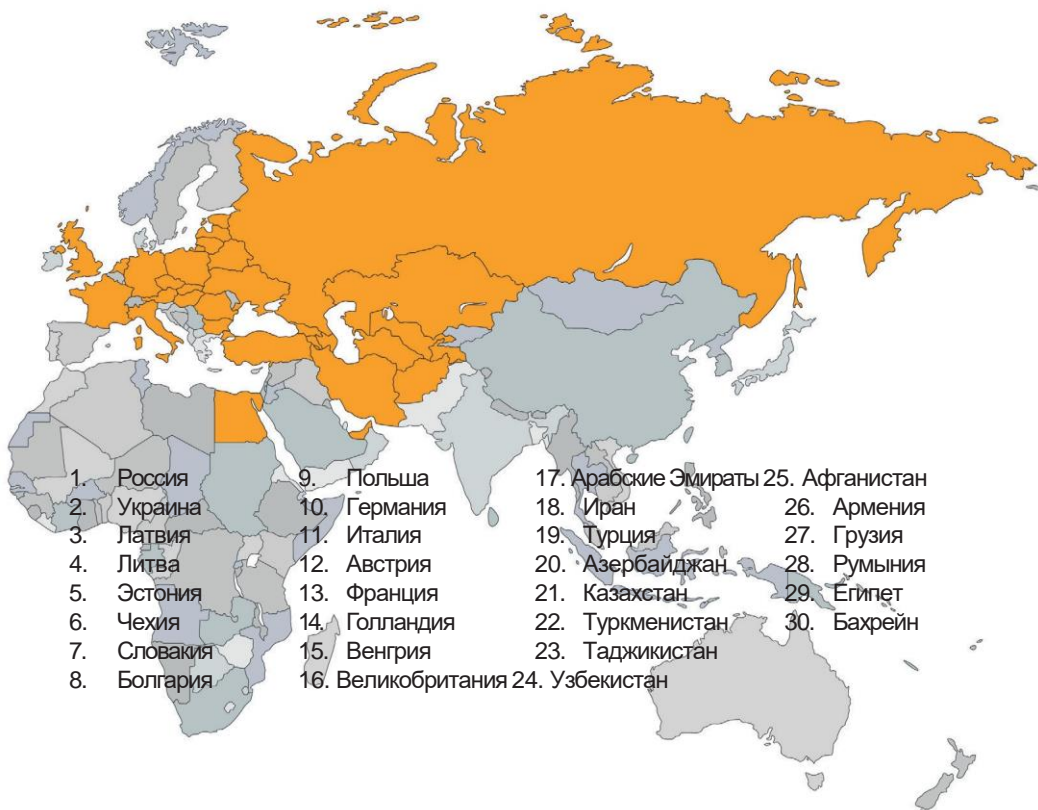 1. Россия
2. Украина
3. Латвия
4. Литва
5. Эстония
6. Чехия
7. Словакия
8. Болгария
9. Польша
10. Германия
11. Италия
12. Австрия
13. Франция
14. Голландия
15. Венгрия
16. Великобритания
17. Арабские Эмираты
18. Иран
19. Турция
20. Азербайджан
21. Казахстан
22. Туркменистан
23. Таджикистан
24. Узбекистан
25. Афганистан
26. Армения
27. Грузия
28. Румыния
29. Египет
30. Бахрейн